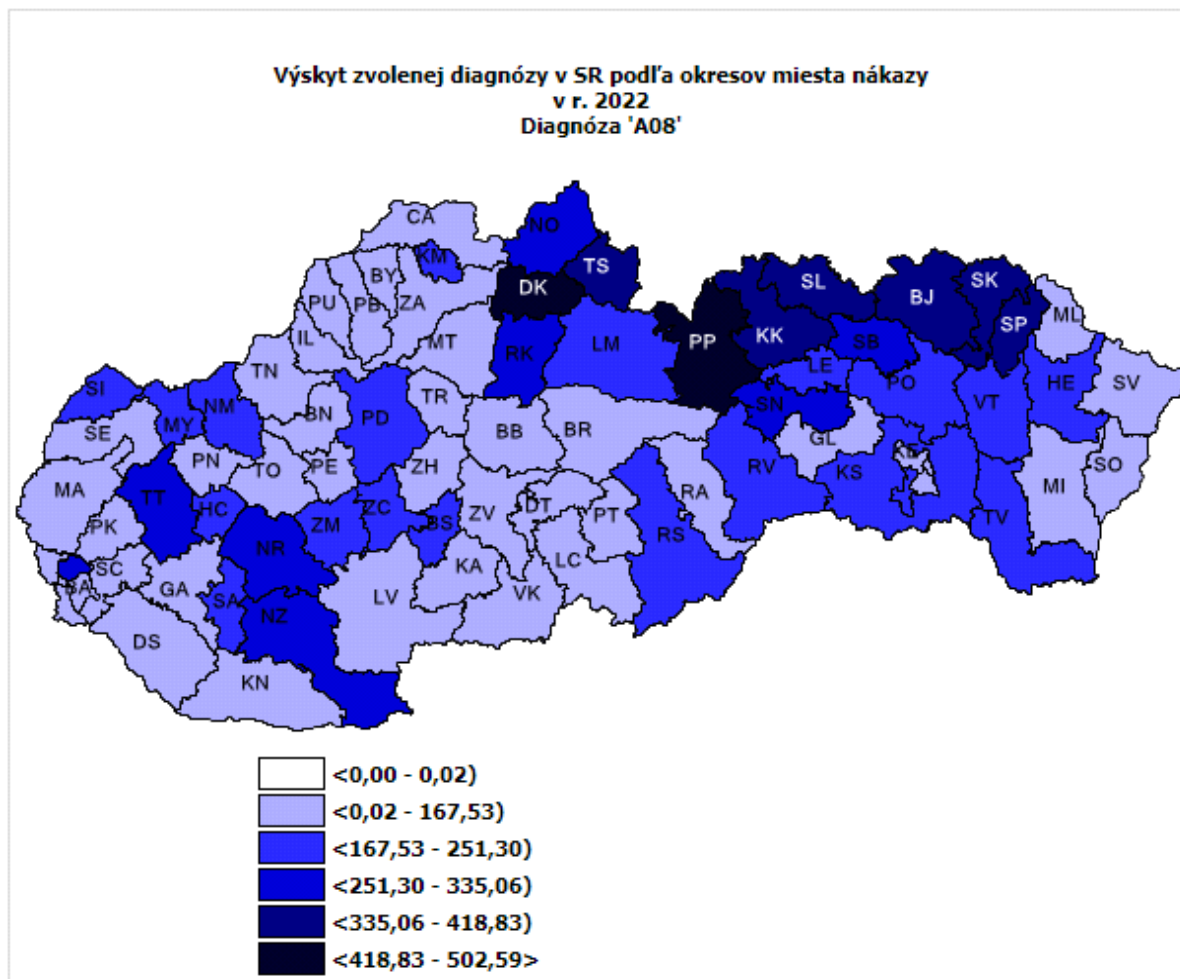 Výskyt zvolenej diagnózy v SR podľa okresov miesta nákazy
v r. 2022
Diagnóza 'A08'
CA
NO
KM
TS
BY
SL
SK
DK
PU
PB
ZA
BJ
ML
SP
IL
MT
RK
LM
PP
KK
SB
TN
LE
PO
HE
SV
SI
NM
BN
PD
TR
SN
VT
MY
SE
BB
BR
GL
PN
TO
PE
ZH
RV
KS
KE
SO
MA
TT
HC
ZM
ZC
BS
ZV
DT
PT
RA
MI
PK
NR
RS
TV
SC
BA
GA
SA
NZ
LV
KA
LC
VK
DS
KN
<0,00 - 0,02)
<0,02 - 167,53)
<167,53 - 251,30)
<251,30 - 335,06)
<335,06 - 418,83)
<418,83 - 502,59>